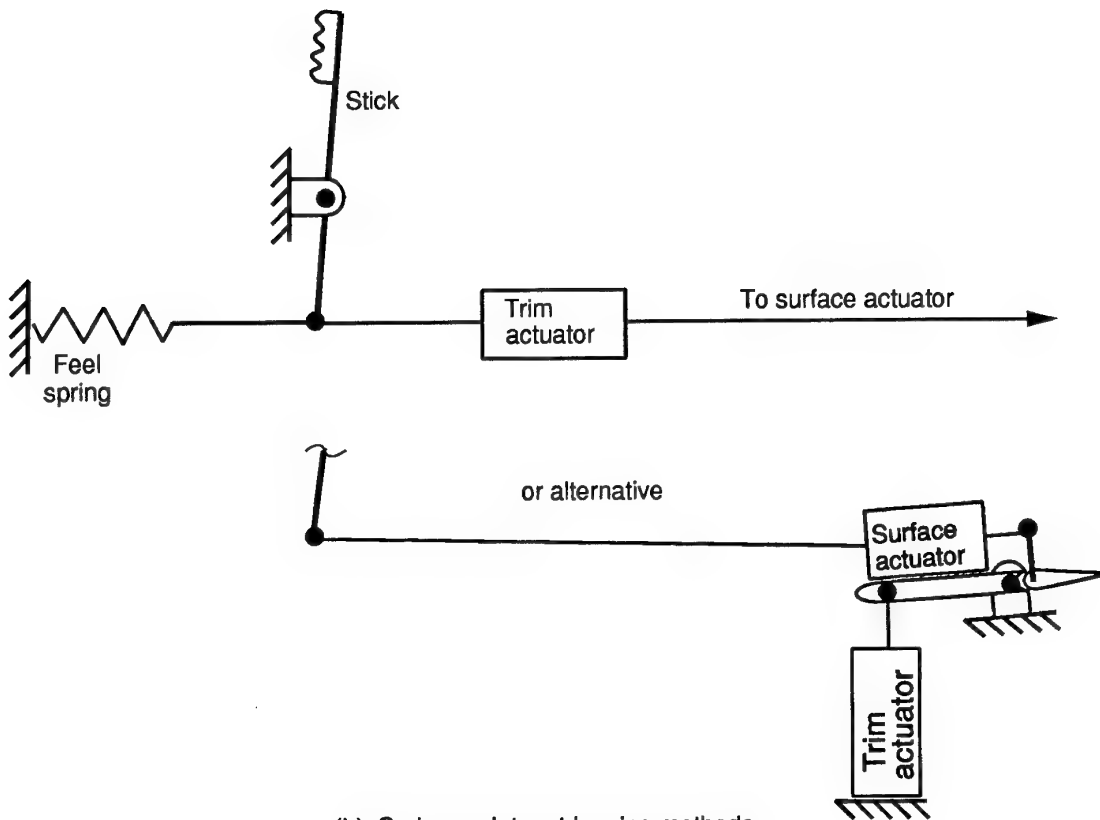 Stick
Trim
actuator
To surface actuator
Feel
spring
or alternative
Surface
actuator
Trim
actuator